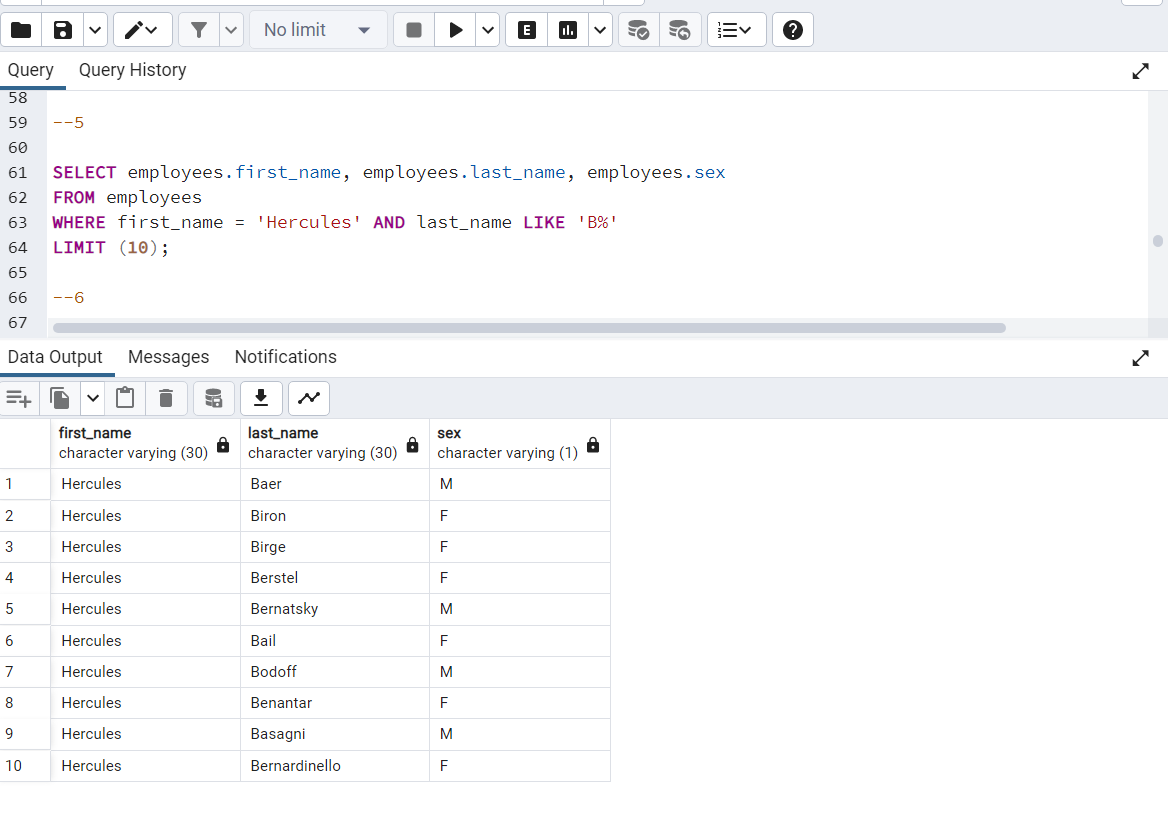 No limit
E
Query Query History
58
59 --5
60
61 SELECT employees.first_name, employees.last_name, employees.sex
62 FROM employees
63 WHERE first_name = 'Hercules' AND last_name LIKE 'B%'
64 LIMIT (10);
65
66 --6
67
Data Output Messages Notifications
first_name last_name sex
character varying (30) character varying (30) character varying (1)
1 Hercules Baer M
2 Hercules Biron F
3 Hercules Birge F
4 Hercules Berstel F
5 Hercules Bernatsky M
6 Hercules Bail F
7 Hercules Bodoff M
8 Hercules Benantar F
9 Hercules Basagni M
10 Hercules Bernardinello F